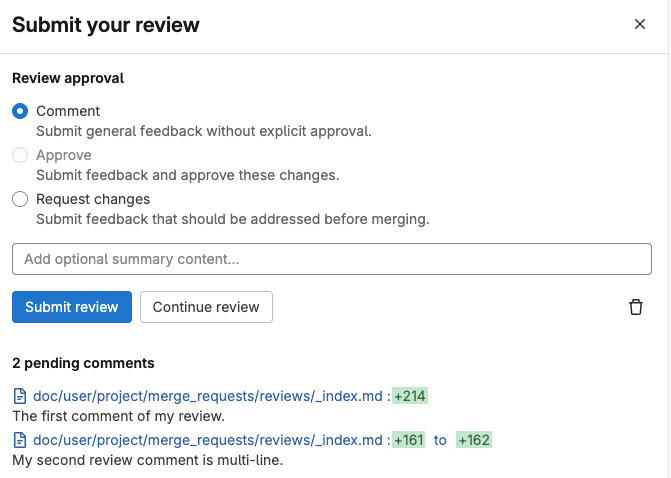 Submit your review
Review approval
Comment
Submit general feedback without explicit approval.
Approve
Submit feedback and approve these changes.
Request changes
Submit feedback that should be addressed before merging.
Add optional summary content...
Submit review Continue review
2 pending comments
doc/user/project/merge_requests/reviews/_index.md : +214
The first comment of my review.
doc/user/project/merge_requests/reviews/_index.md : +161 to +162
My second review comment is multi-line.